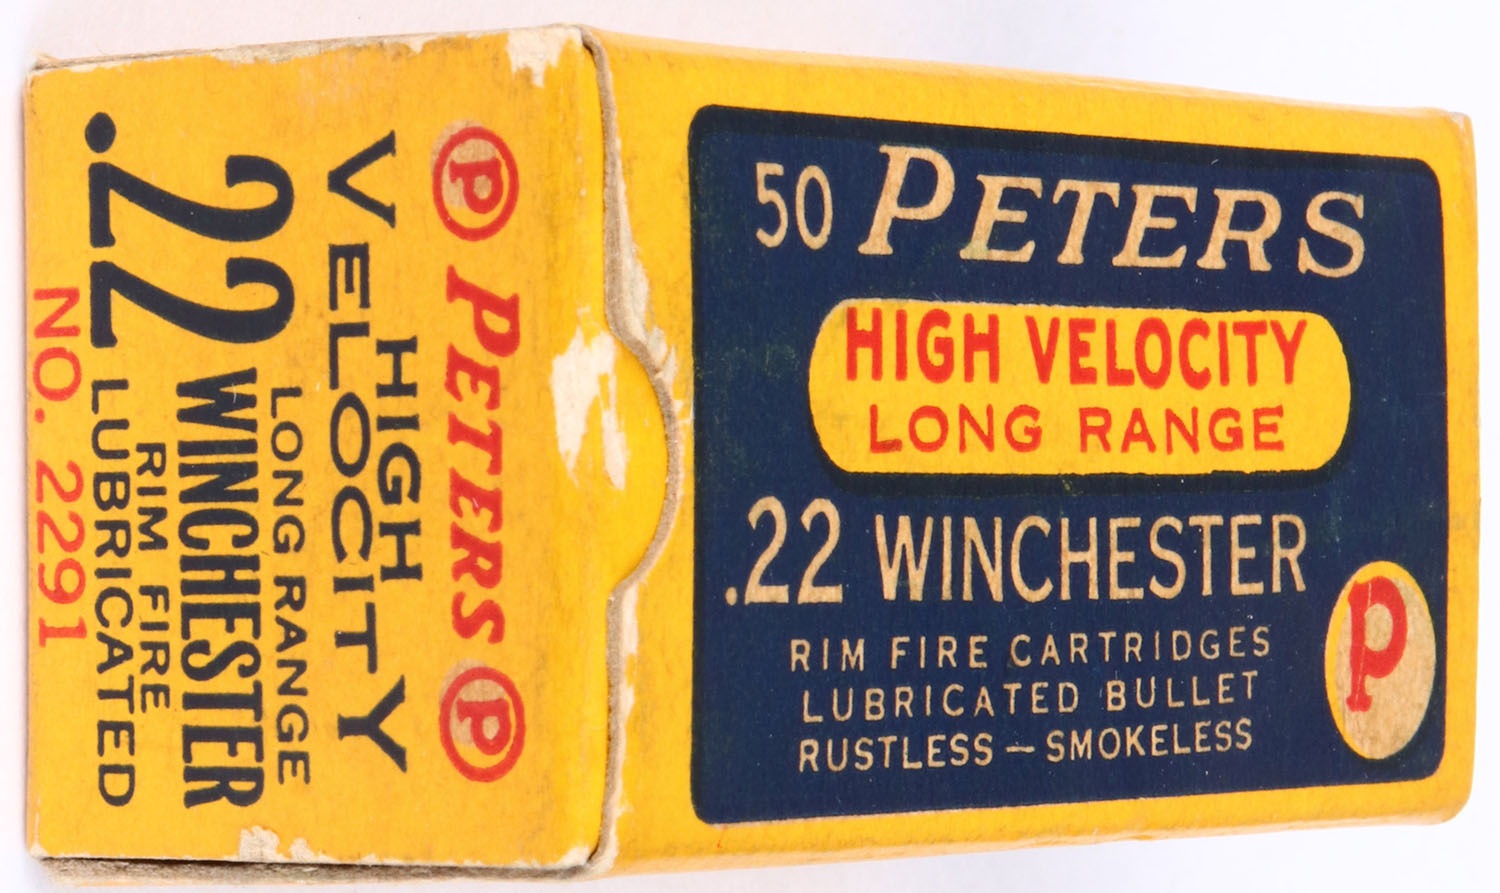 50 PETERS
HIGH VELOCITY
LONG RANGE
.22 WINCHESTER
RIM FIRE CARTRIDGES
LUBRICATED BULLET
RUSTLESS – SMOKELESS
P
P PETERS P
HIGH
VELOCITY
LONG RANGE
.22 WINCHESTER
RIM FIRE
LUBRICATED
NO. 2291